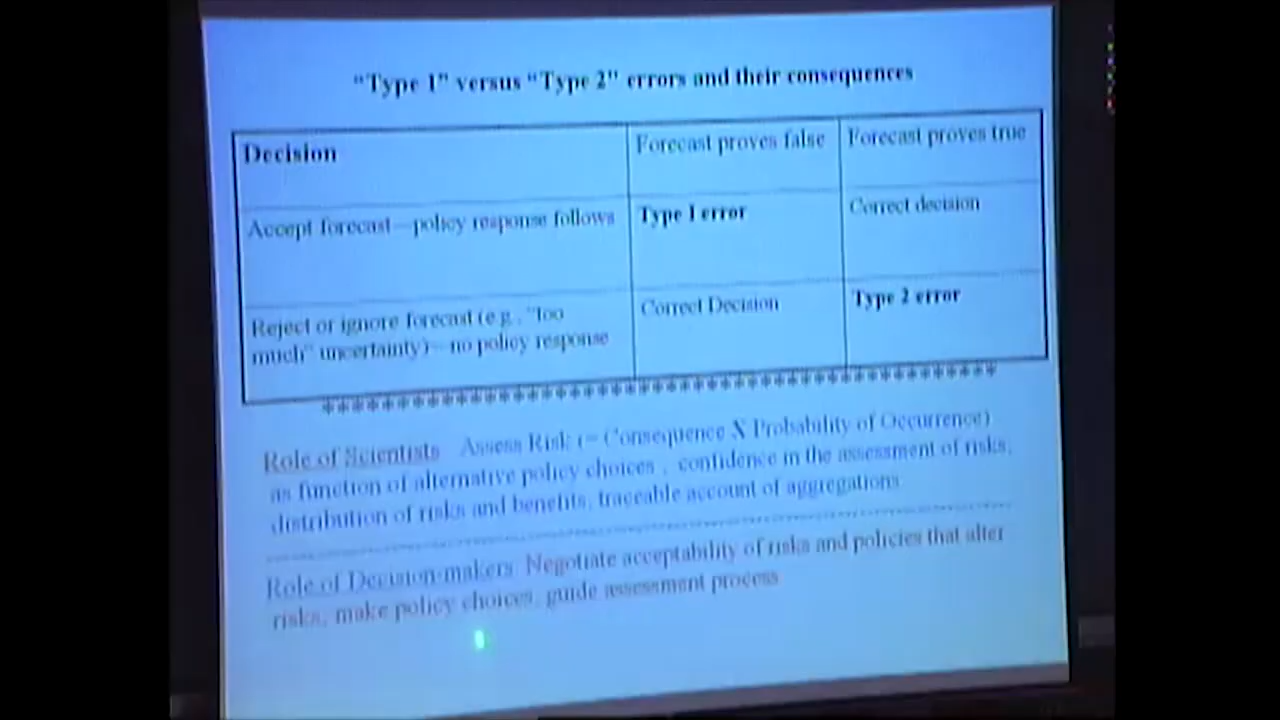 "Type 1" versus "Type 2" errors and their consequences
Decision
Forecast proves false
Forecast proves true
Accept forecast—policy response follows
Type 1 error
Correct decision
Reject or ignore forecast (e.g., "too
much" uncertainty)—no policy response
Correct Decision
Type 2 error
Role of Scientists Assess Risk (= Consequence X Probability of Occurrence)
as function of alternative policy choices , confidence in the assessment of risks,
distribution of risks and benefits, traceable account of aggregations
Role of Decision-makers Negotiate acceptability of risks and policies that alter
risks, make policy choices, guide assessment process